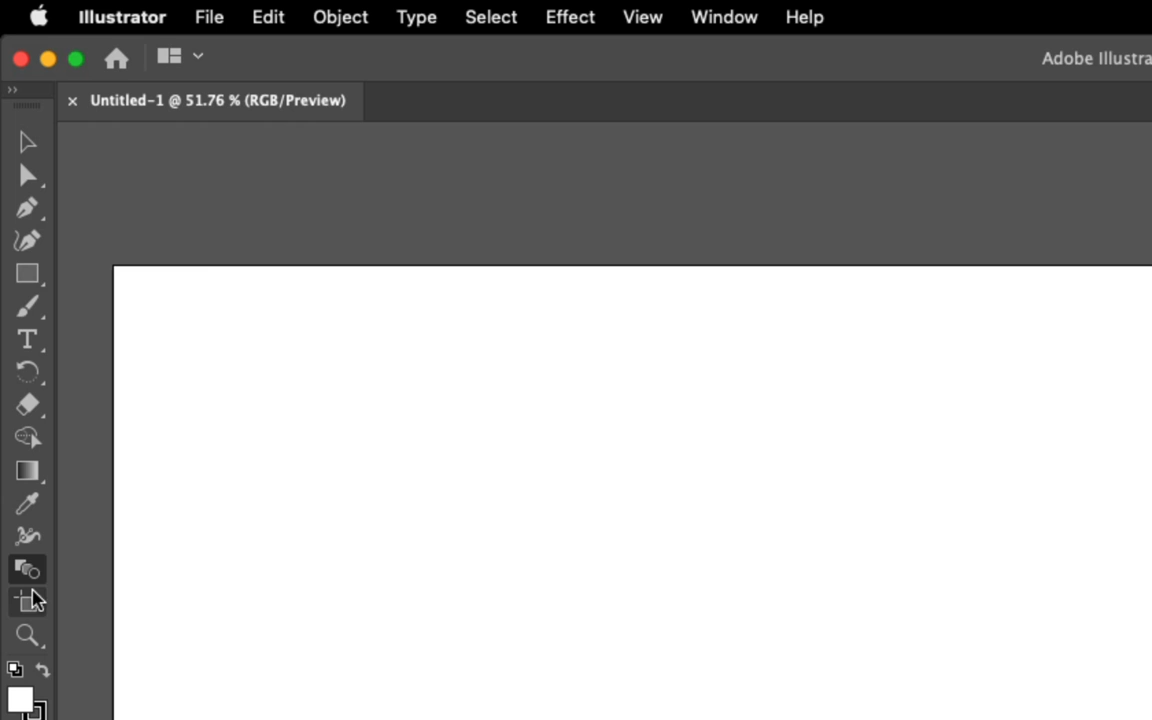 Illustrator File Edit Object Type Select Effect View Window Help
Adobe Illustra
Untitled-1 @ 51.76 % (RGB/Preview)